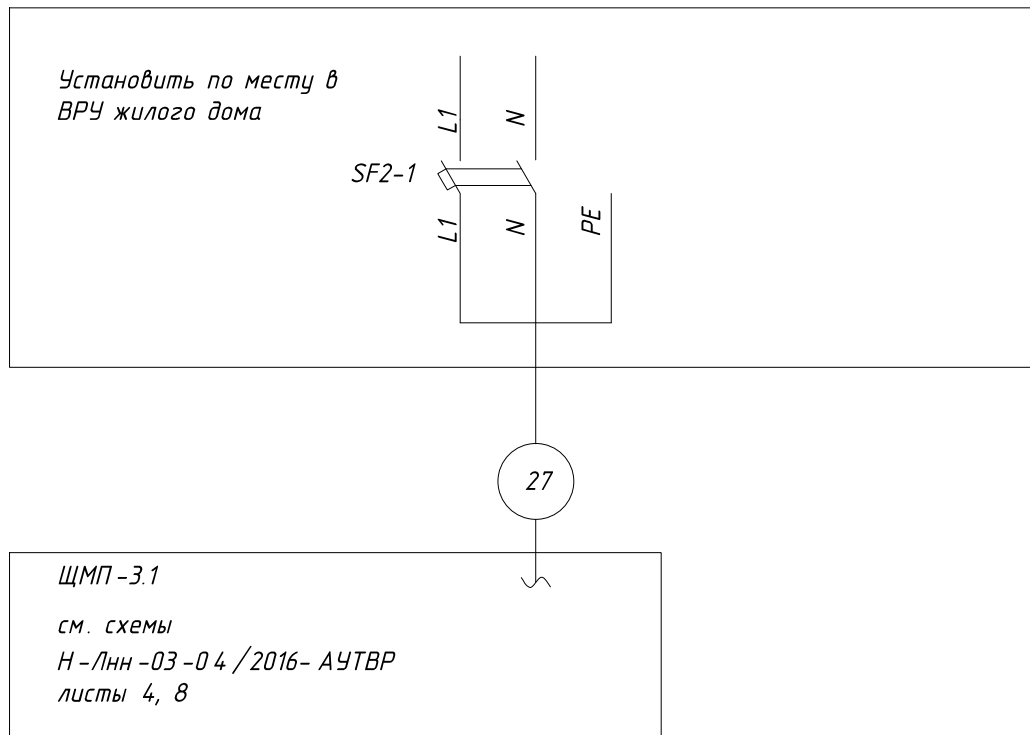 Установить по месту в
ВРУ жилого дома
L1
N
SF2-1
L1
N
PE
27
ЩМП-3.1
см. схемы
Н-Лнн-03-04/2016-АУТВР
листы 4, 8